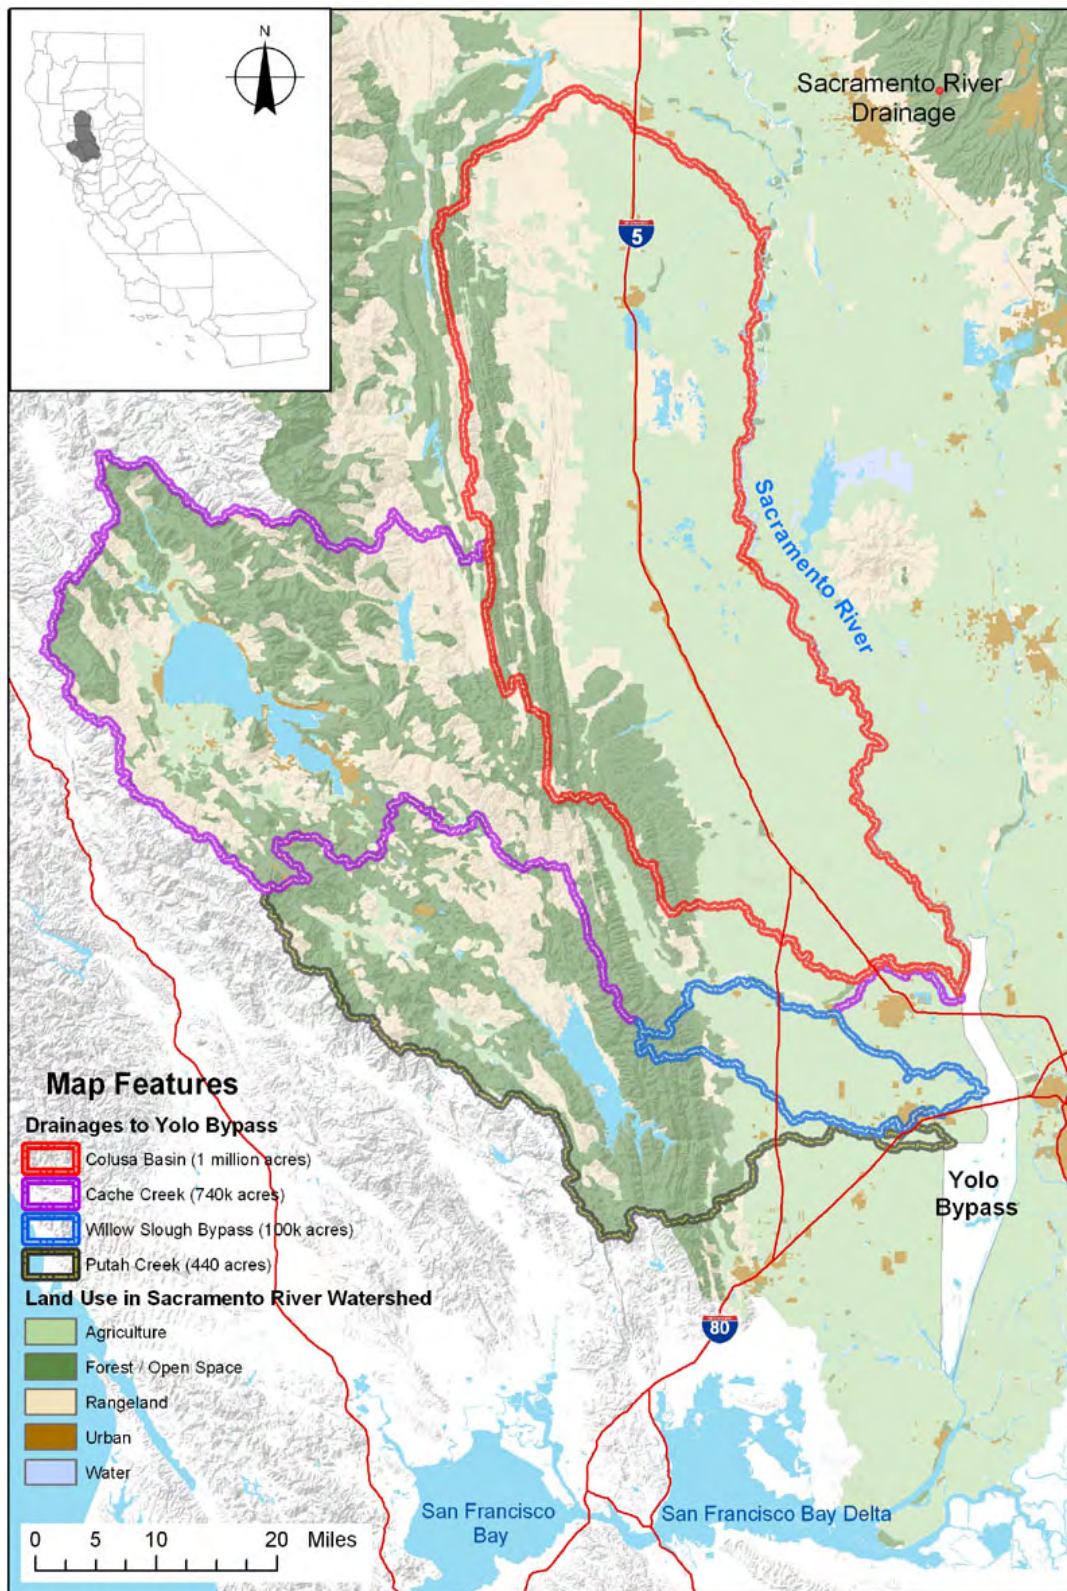 N
Sacramento River
Drainage
5
Sacramento River
Map Features
Drainages to Yolo Bypass
Colusa Basin (1 million acres)
Cache Creek (740k acres)
Willow Slough Bypass (100k acres)
Putah Creek (440 acres)
Land Use in Sacramento River Watershed
Agriculture
Forest / Open Space
Rangeland
Urban
Water
0 5 10 20 Miles
Yolo
Bypass
80
San Francisco
Bay
San Francisco Bay Delta